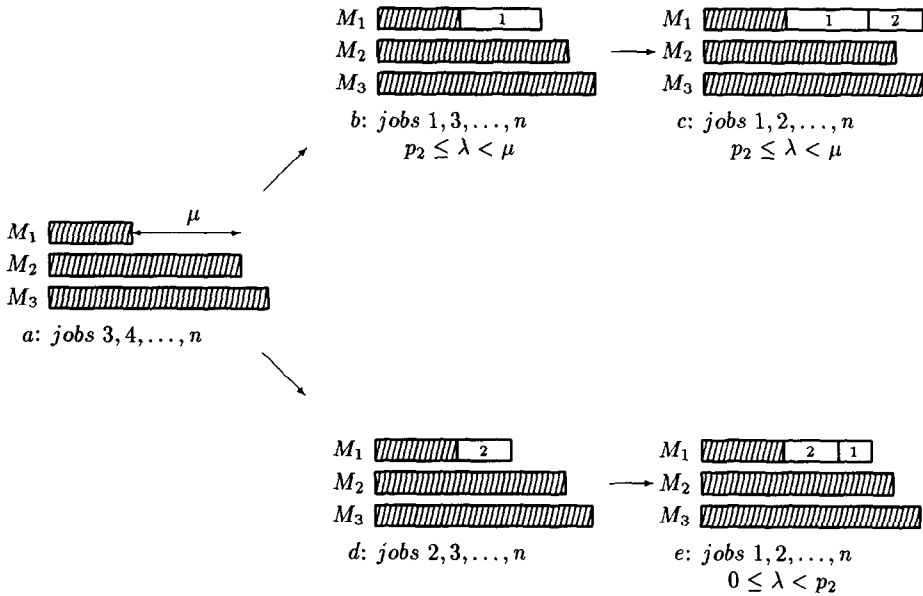 M₁ 1
M₂
M₃
b: jobs 1, 3, . . . , n
p₂ ≤ λ < μ
M₁ 1 2
M₂
M₃
c: jobs 1, 2, . . . , n
p₂ ≤ λ < μ
μ
M₁
M₂
M₃
a: jobs 3, 4, . . . , n
M₁ 2
M₂
M₃
d: jobs 2, 3, . . . , n
M₁ 2 1
M₂
M₃
e: jobs 1, 2, . . . , n
0 ≤ λ < p₂